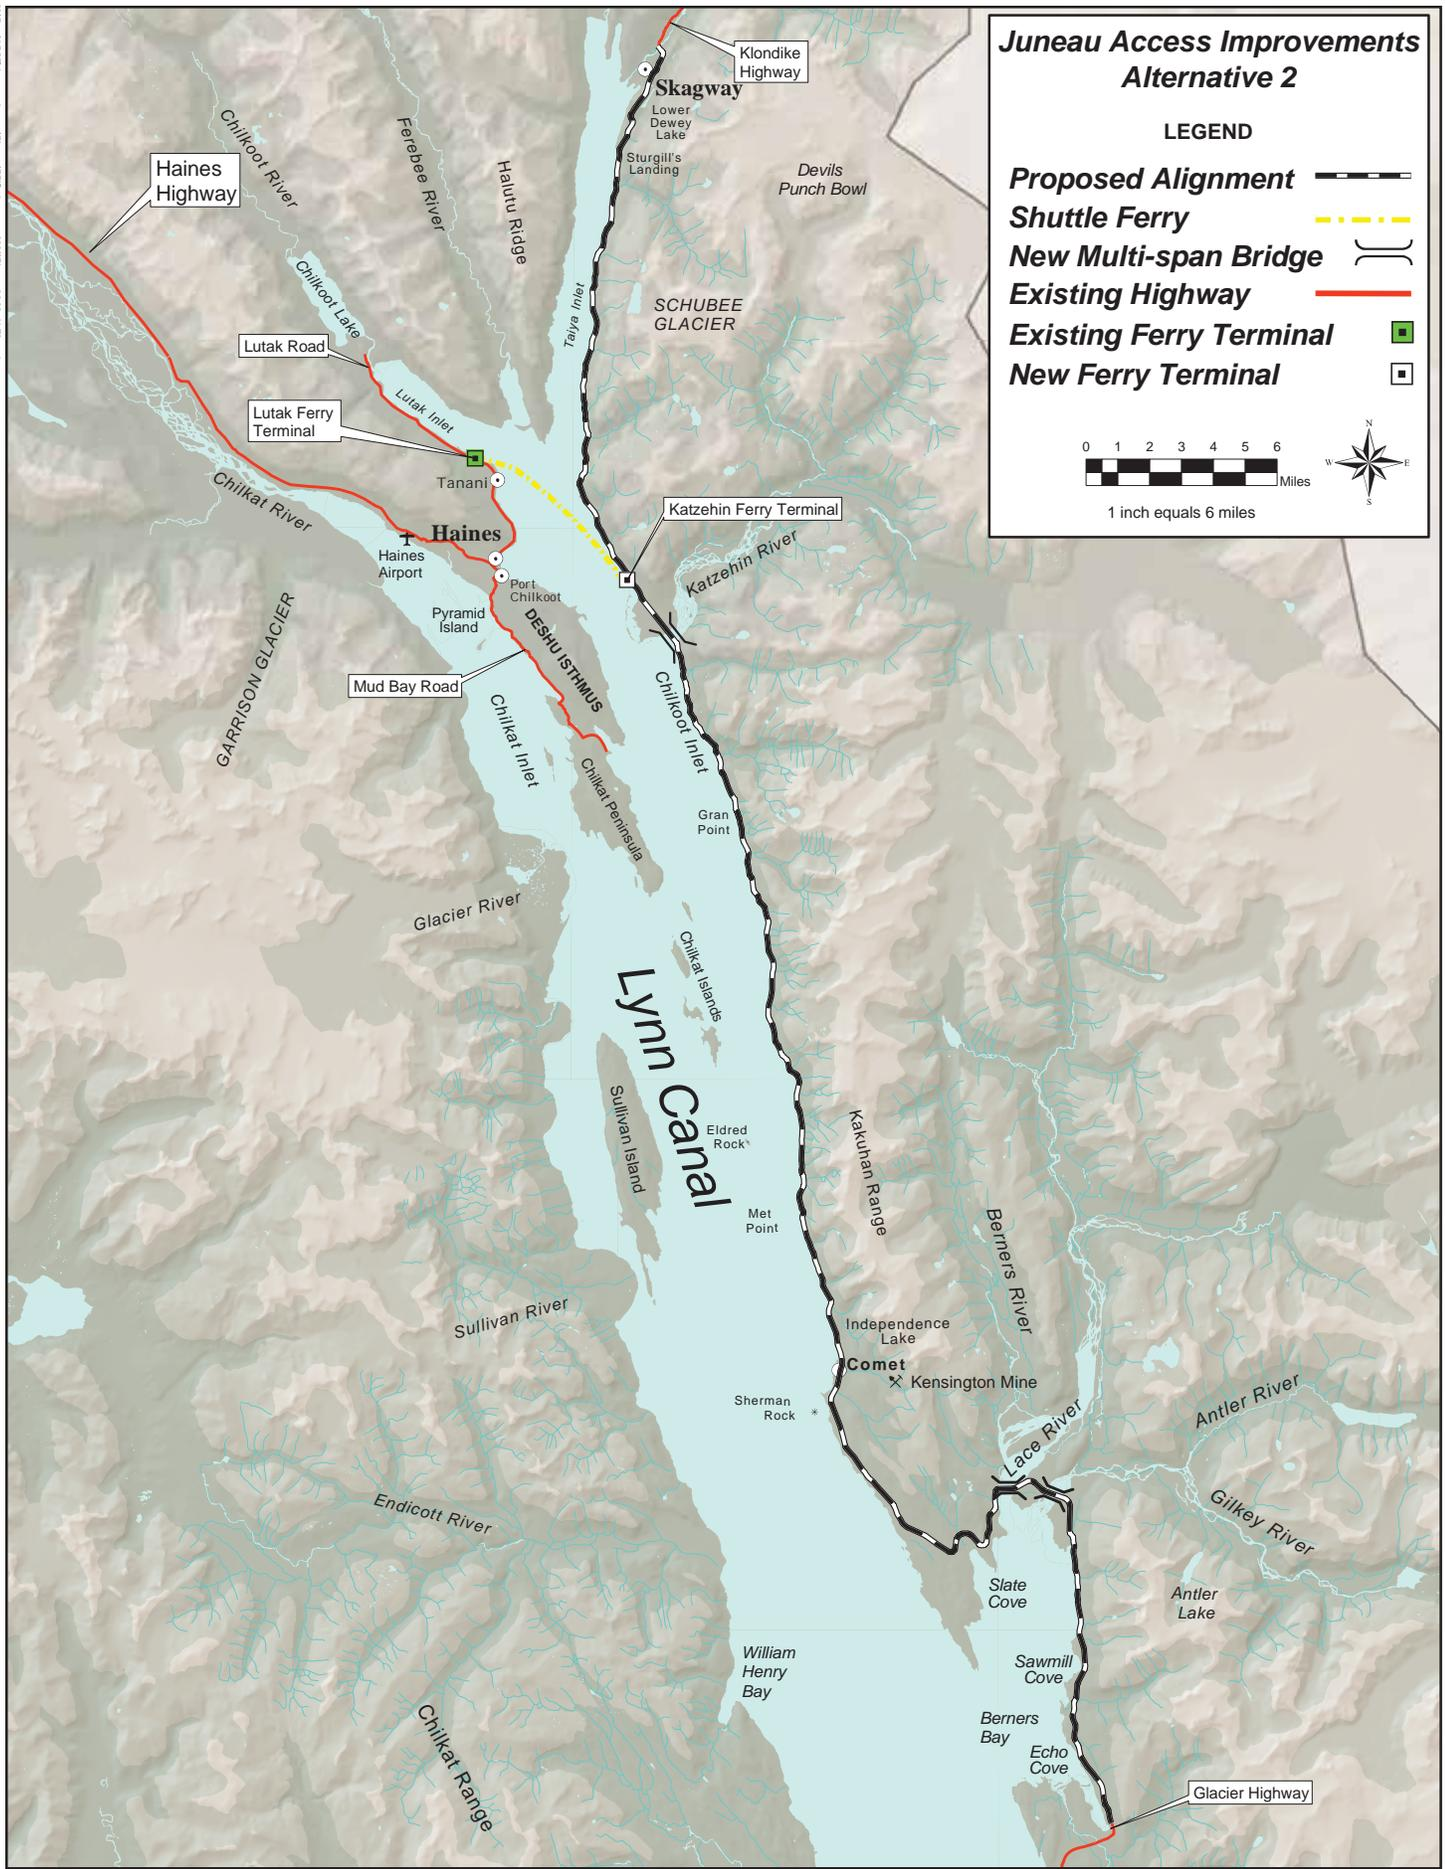 Juneau Access Improvements
Alternative 2
LEGEND
Proposed Alignment
Shuttle Ferry
New Multi-span Bridge
Existing Highway
Existing Ferry Terminal
New Ferry Terminal
0 1 2 3 4 5 6
Miles
N
W
E
S
1 inch equals 6 miles
Klondike
Highway
Skagway
Lower
Dewey
Lake
Sturgill's
Landing
Devils
Punch Bowl
Chilkoot River
Ferebee River
Halutu Ridge
Haines
Highway
Chilkoot Lake
Taiya Inlet
SCHUBEE
GLACIER
Lutak Road
Lutak Inlet
Lutak Ferry
Terminal
Tanani
Chilkat River
Katzehin Ferry Terminal
Haines
Haines
Airport
Katzehin River
Port
Chilkoot
Pyramid
Island
DESHU ISTHMUS
GARRISON GLACIER
Mud Bay Road
Chilkat Inlet
Chilkoot Inlet
Chilkat Peninsula
Gran
Point
Glacier River
Chilkat Islands
Lynn Canal
Sullivan Island
Eldred
Rock
Kakuhan Range
Met
Point
Berners River
Sullivan River
Independence
Lake
Comet
Kensington Mine
Sherman
Rock
Lace River
Antler River
Endicott River
Gilkey River
Slate
Cove
Antler
Lake
William
Henry
Bay
Sawmill
Cove
Berners
Bay
Echo
Cove
Chilkat Range
Glacier Highway